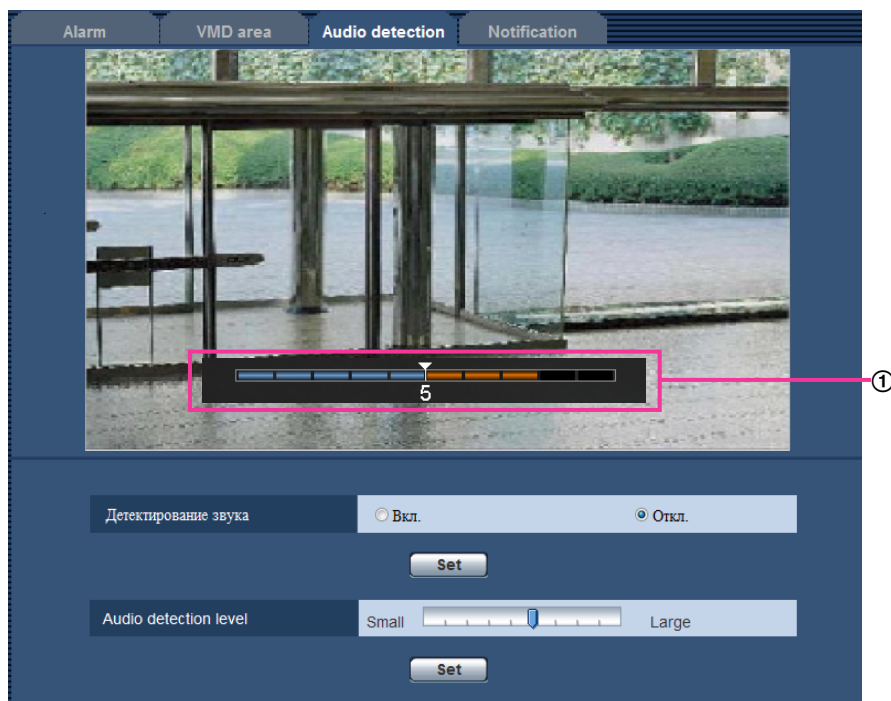 Alarm VMD area Audio detection Notification
5
①
Детектирование звука Вкл. Откл.
Set
Audio detection level Small Large
Set